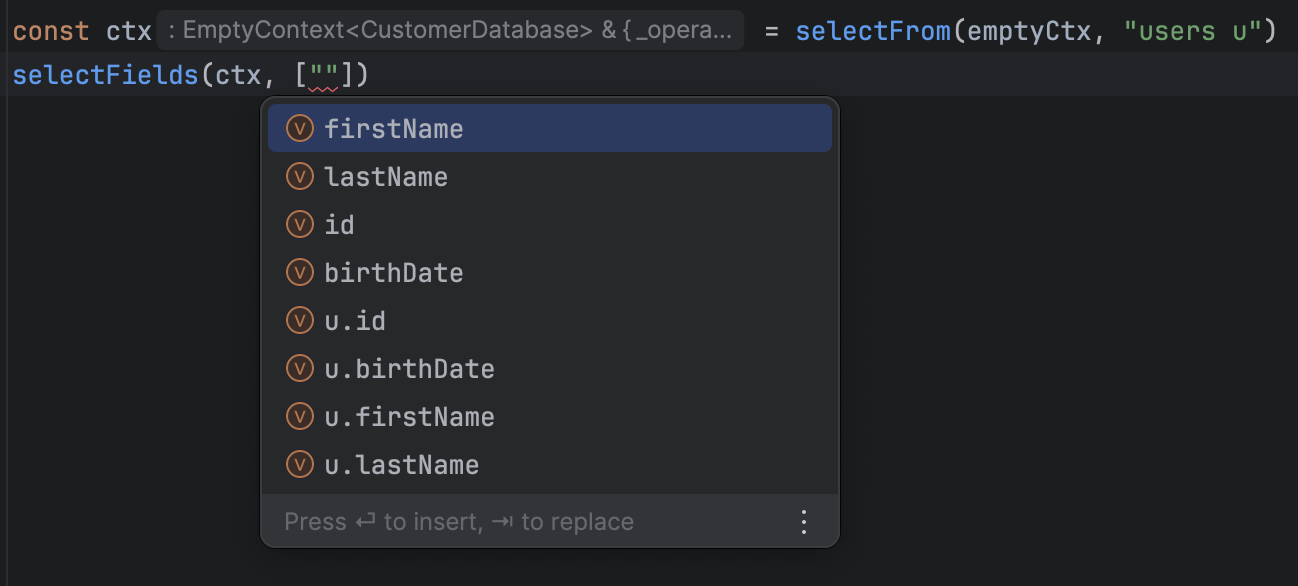 const ctx : EmptyContext<CustomerDatabase> & { _opera... = selectFrom(emptyCtx, "users u")
selectFields(ctx, [""])
V firstName
V lastName
V id
V birthDate
V u.id
V u.birthDate
V u.firstName
V u.lastName
Press ↵ to insert, ⇥ to replace